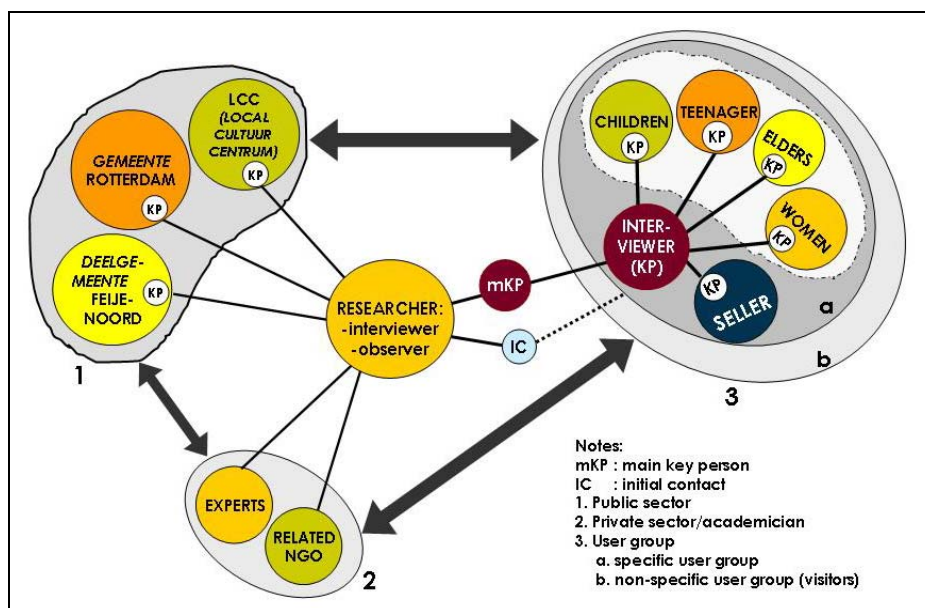 LCC
(LOCAL
CULTUUR
CENTRUM)
KP
GEMEENTE
ROTTERDAM
KP
DEELGE-
MEENTE
FEIJE-
NOORD
KP
1
RESEARCHER:
-interviewer
-observer
mKP
IC
EXPERTS
RELATED
NGO
2
CHILDREN
KP
TEENAGER
KP
ELDERS
KP
WOMEN
KP
INTER-
VIEWER
(KP)
KP
SELLER
a
b
3
Notes:
mKP : main key person
IC : initial contact
1. Public sector
2. Private sector/academician
3. User group
a. specific user group
b. non-specific user group (visitors)